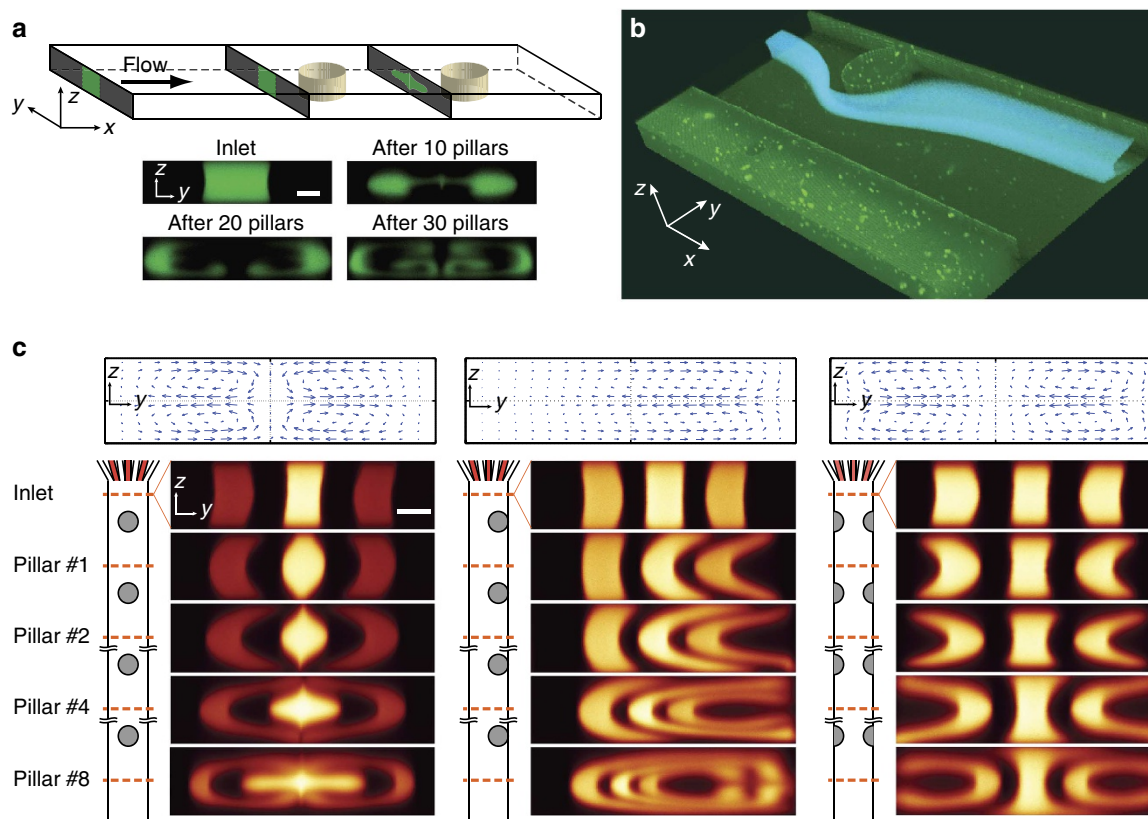 a
Flow
y
z
x
Inlet
After 10 pillars
z
y
After 20 pillars
After 30 pillars
b
z
y
x
c
z
y
z
y
z
y
Inlet
z
y
Pillar #1
Pillar #2
Pillar #4
Pillar #8